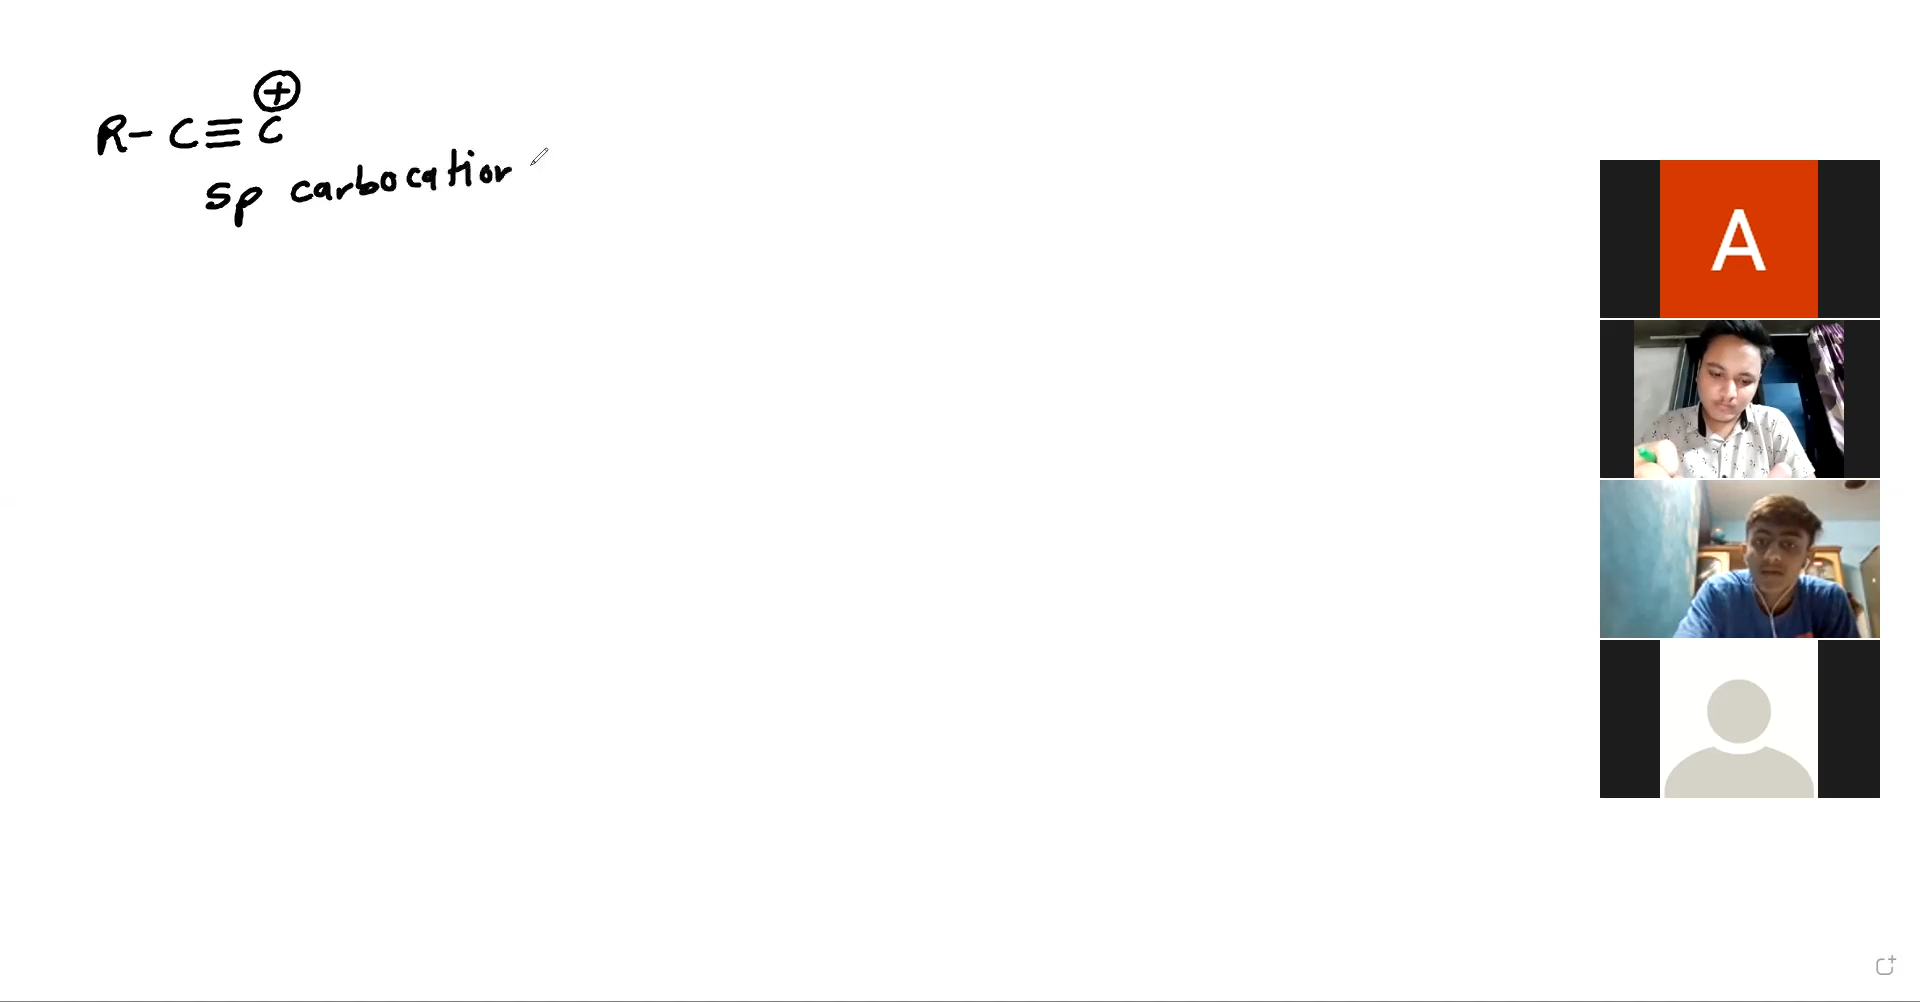 ⊕
R- C≡C
Sp carbocation
A